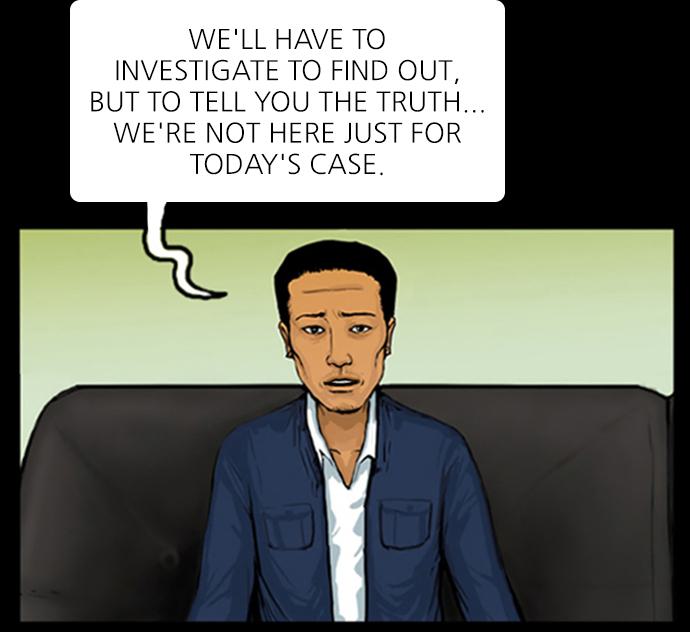 WE'LL HAVE TO
INVESTIGATE TO FIND OUT,
BUT TO TELL YOU THE TRUTH...
WE'RE NOT HERE JUST FOR
TODAY'S CASE.